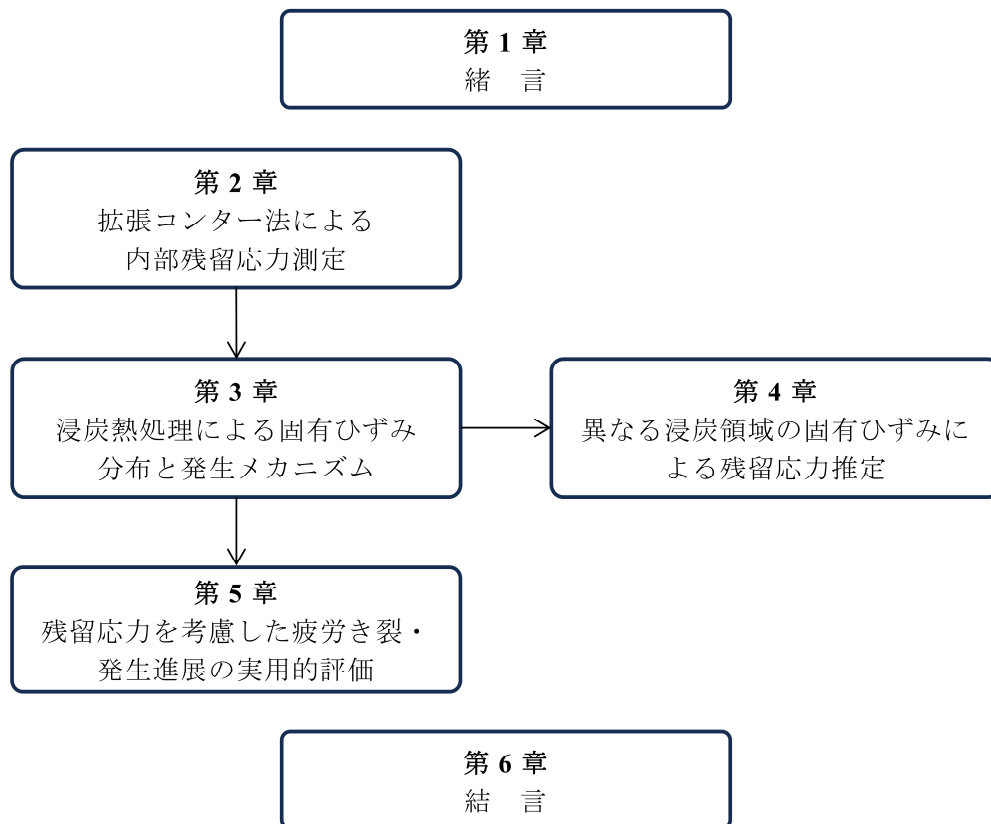 第 1 章
緒　言
第 2 章
拡張コンター法による
内部残留応力測定
第 3 章
浸炭熱処理による固有ひずみ
分布と発生メカニズム
第 4 章
異なる浸炭領域の固有ひずみに
よる残留応力推定
第 5 章
残留応力を考慮した疲労き裂・
発生進展の実用的評価
第 6 章
結　言